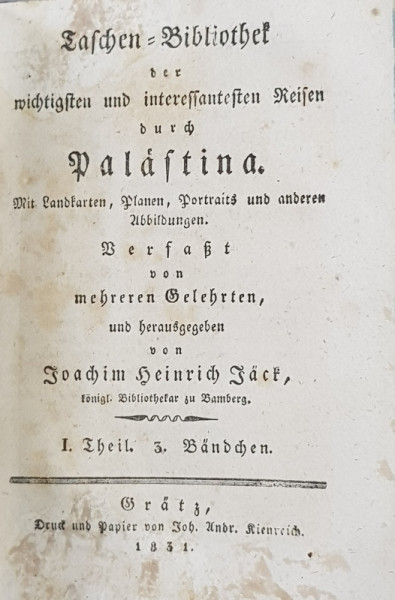 Taschen-Bibliothek
der
wichtigsten und interessantesten Reisen
durch
Palästina.
Mit Landkarten, Planen, Portraits und anderen
Abbildungen.
Verfaßt
von
mehreren Gelehrten,
und herausgegeben
von
Joachim Heinrich Jäck,
königl. Bibliothekar zu Bamberg.
I. Theil. 3. Bändchen.
Grätz,
Druck und Papier von Joh. Andr. Kienreich.
1831.